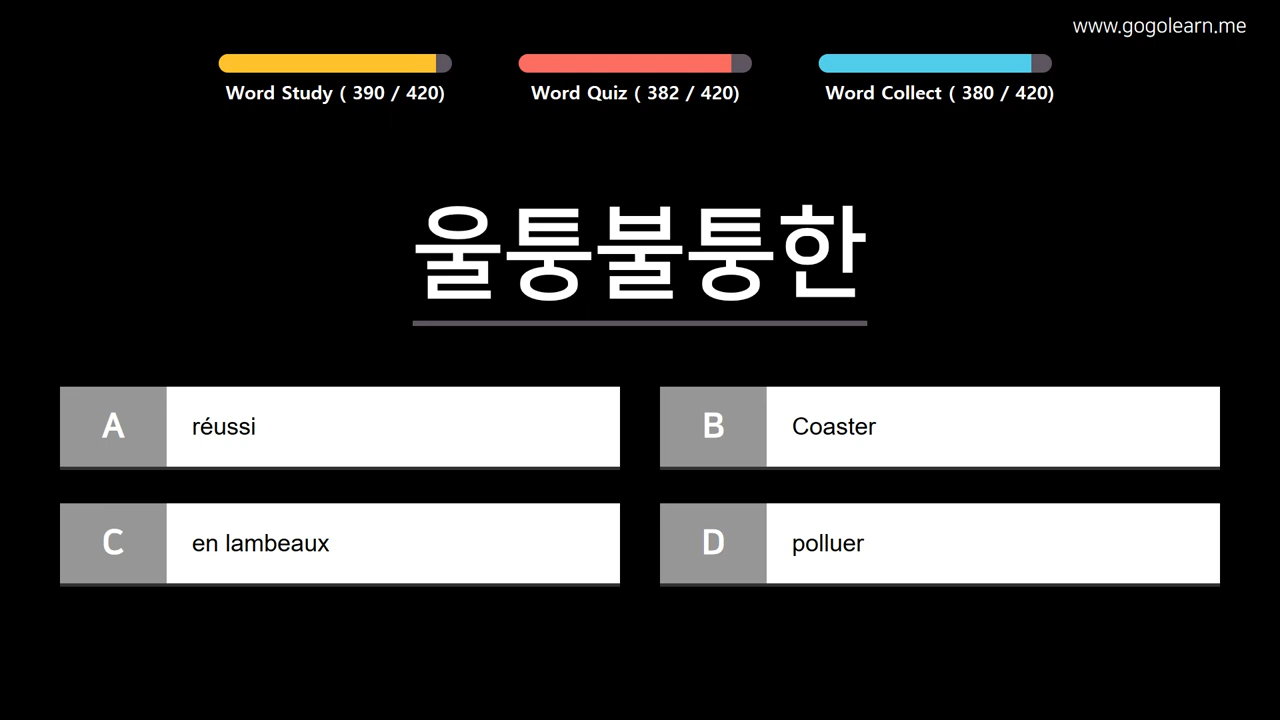 www.gogolearn.me
Word Study ( 390 / 420)
Word Quiz ( 382 / 420)
Word Collect ( 380 / 420)
울퉁불퉁한
A réussi
B Coaster
C en lambeaux
D polluer